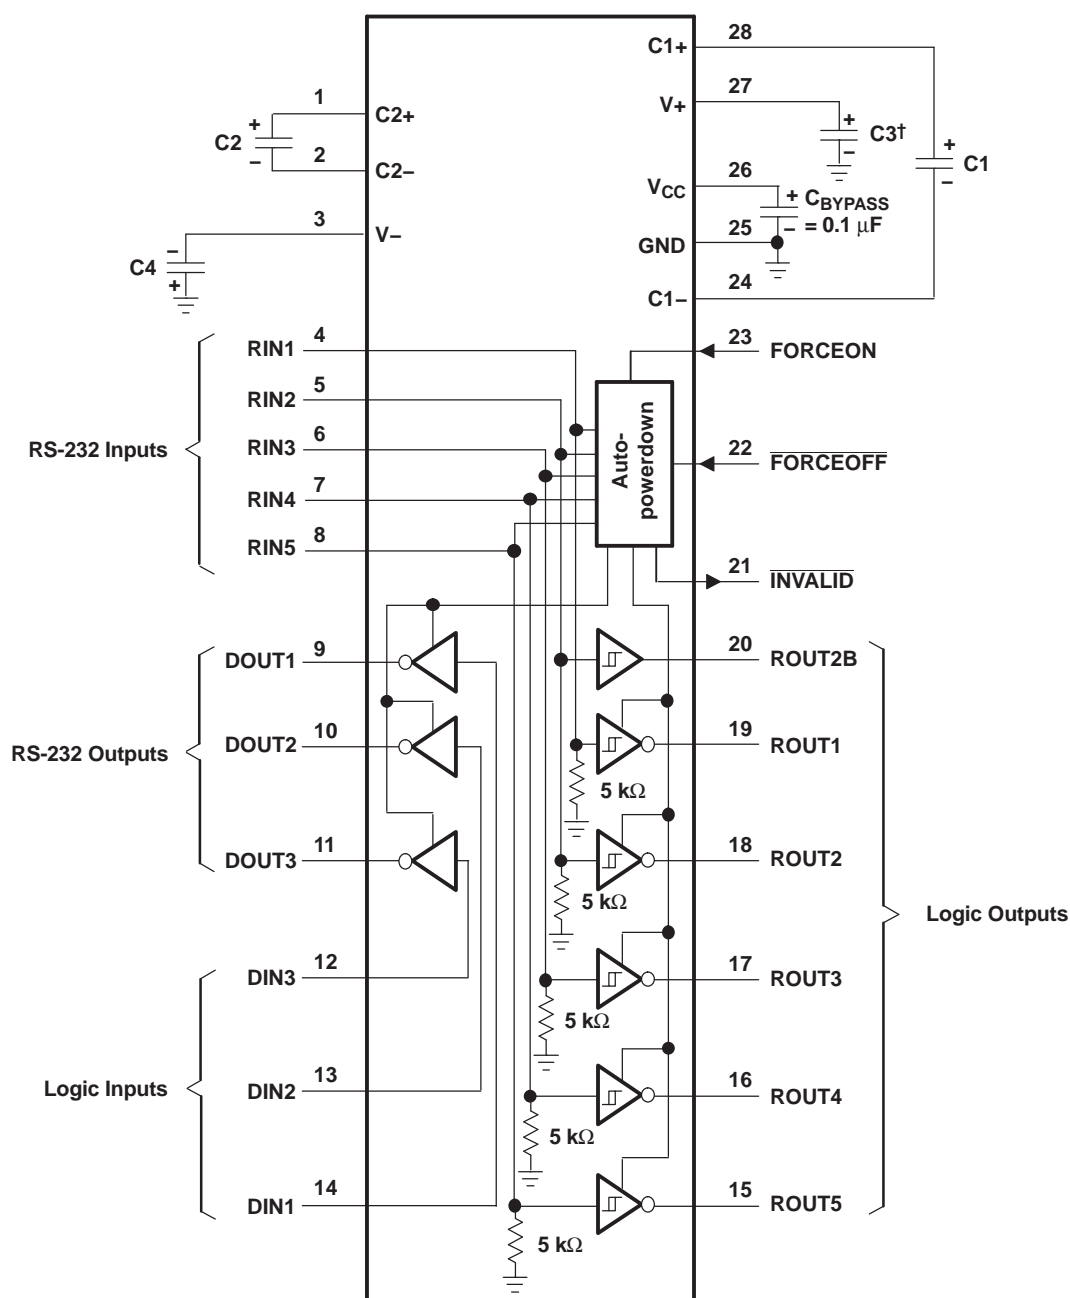 C1+ 28
1 C2+
V+ 27
+ C2 –
+ C3† –
+ C1 –
2 C2–
VCC 26
+ CBYPASS
– = 0.1 μF
3 V–
GND 25
– C4 +
C1– 24
RS-232 Inputs
RIN1 4
RIN2 5
RIN3 6
RIN4 7
RIN5 8
Auto-
powerdown
23 FORCEON
22 FORCEOFF
21 INVALID
RS-232 Outputs
DOUT1 9
DOUT2 10
DOUT3 11
Logic Inputs
DIN3 12
DIN2 13
DIN1 14
20 ROUT2B
19 ROUT1
5 kΩ
18 ROUT2
5 kΩ
Logic Outputs
17 ROUT3
5 kΩ
16 ROUT4
5 kΩ
15 ROUT5
5 kΩ